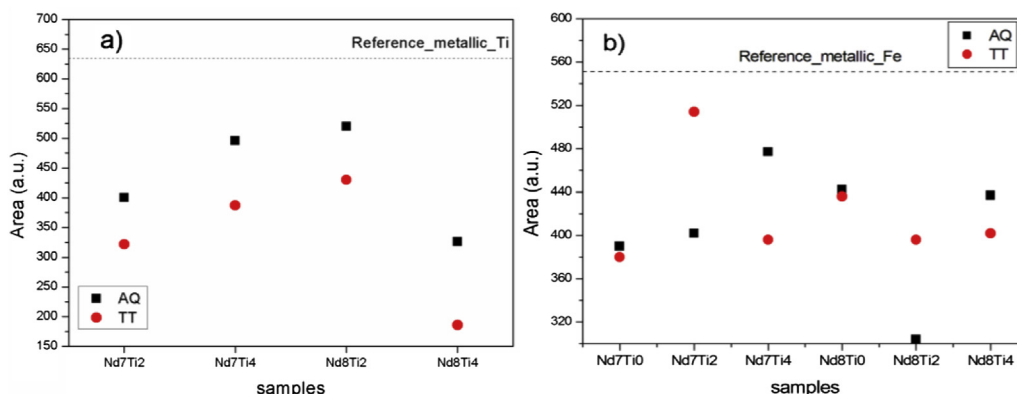 a)
Reference_metallic_Ti
700
650
600
550
500
450
400
350
300
250
200
150
Area (a.u.)
AQ
TT
Nd7Ti2 Nd7Ti4 Nd8Ti2 Nd8Ti4
samples
b)
AQ
TT
Reference_metallic_Fe
600
560
520
480
440
400
360
320
Area (a.u.)
Nd7Ti0 Nd7Ti2 Nd7Ti4 Nd8Ti0 Nd8Ti2 Nd8Ti4
samples